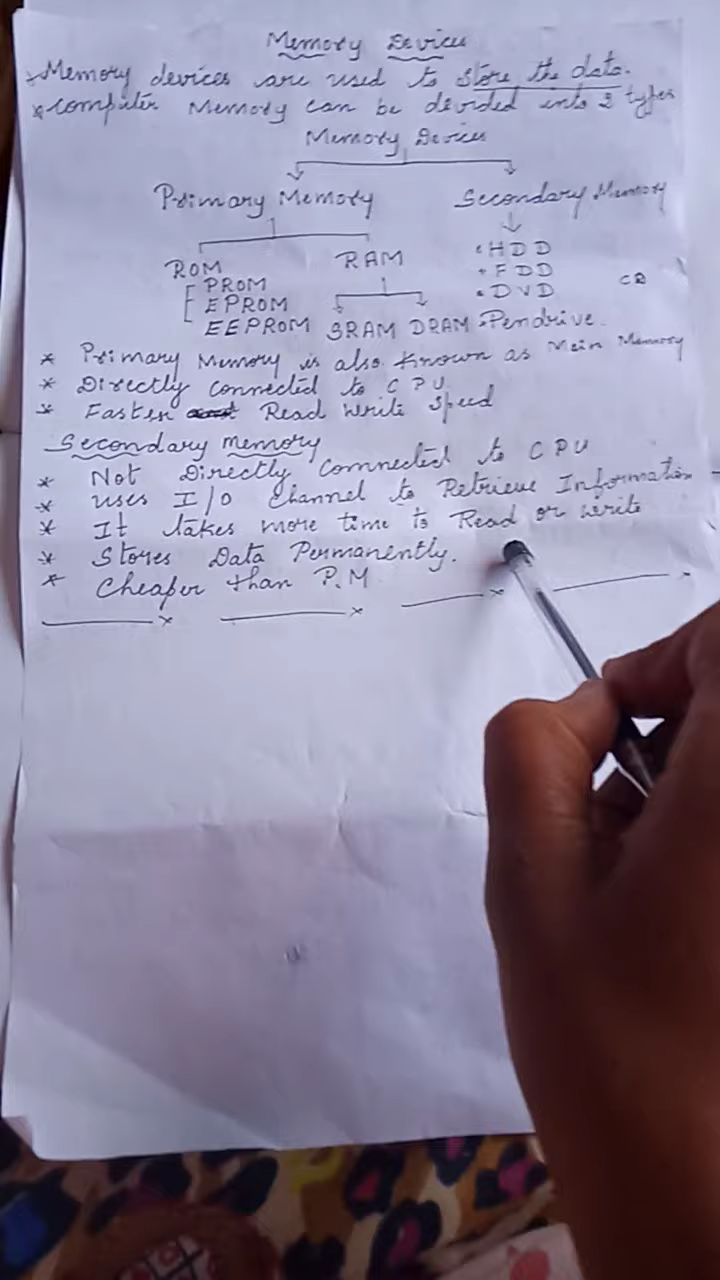 Memory Devices
* Memory devices are used to store the data.
* computer Memory can be devided into 2 types
Memory Devices
Primary Memory Secondary Memory
ROM RAM • HDD
PROM • FDD
EPROM • DVD
EEPROM SRAM DRAM • Pendrive.
* Primary Memory is also known as Main Memory
* Directly connected to CPU
* Faster Read write speed
Secondary memory
* Not Directly Connected to CPU
* uses I/O Channel to Retrieve Information
* It takes more time to Read or write
* Stores Data Permanently.
* Cheaper than P.M